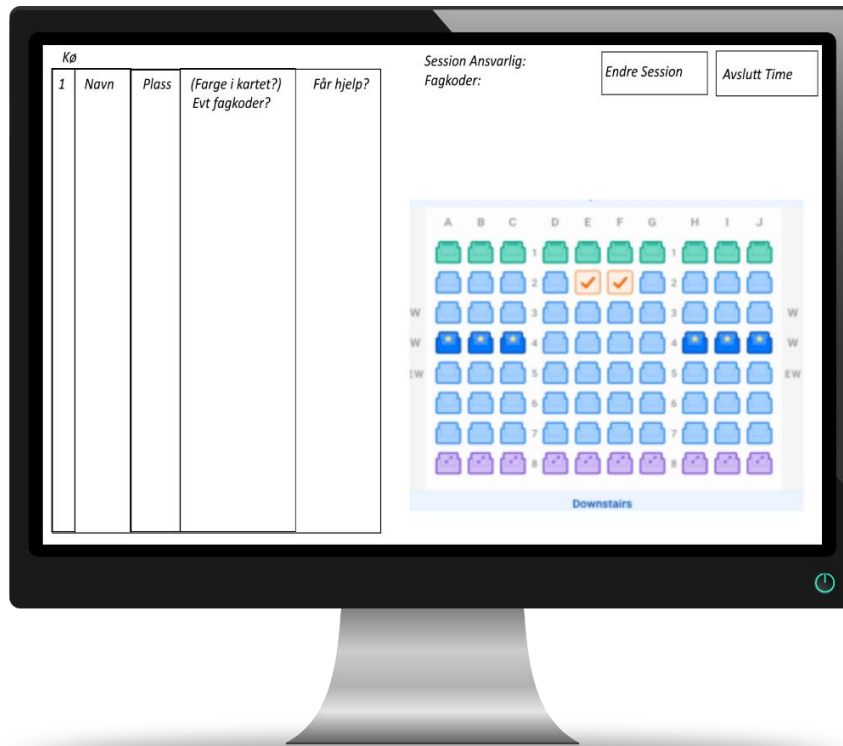 Kø
1 Navn Plass (Farge i kartet?) Får hjelp?
Evt fagkoder?
Session Ansvarlig:
Fagkoder:
Endre Session
Avslutt Time
A B C D E F G H I J
1 1
2 2
W 3 3 W
W 4 4 W
EW 5 5 EW
6 6
7 7
8 8
Downstairs